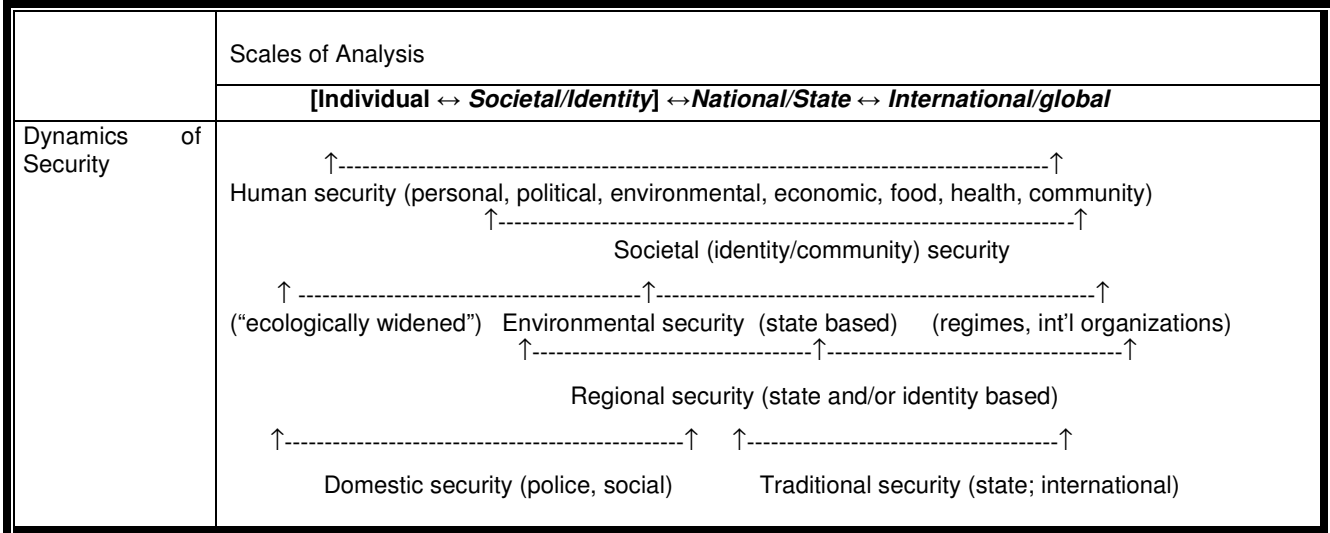 Scales of Analysis
[Individual ↔ Societal/Identity] ↔National/State ↔ International/global
Dynamics of
Security
↑-----------------------------------------------------------------------------------------↑
Human security (personal, political, environmental, economic, food, health, community)
↑------------------------------------------------------------------------↑
Societal (identity/community) security
↑ -------------------------------------------↑-------------------------------------------------------↑
(“ecologically widened”) Environmental security (state based) (regimes, int’l organizations)
↑-----------------------------------↑-------------------------------------↑
Regional security (state and/or identity based)
↑--------------------------------------------------↑ ↑---------------------------------------↑
Domestic security (police, social) Traditional security (state; international)